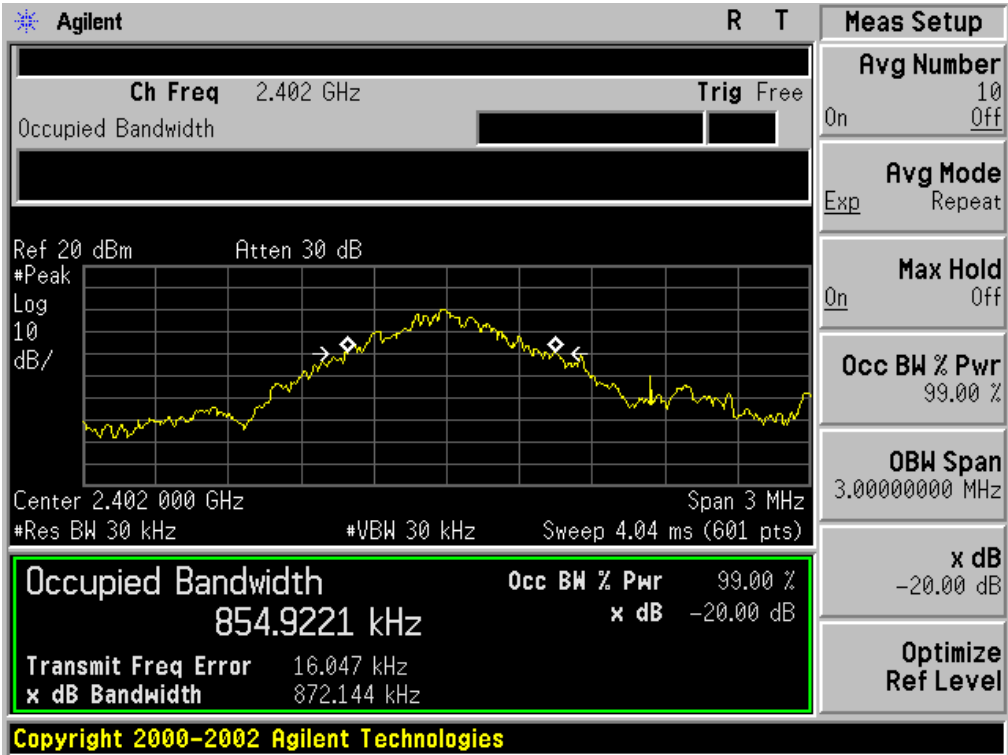 Agilent R T
Ch Freq 2.402 GHz Trig Free
Occupied Bandwidth
Ref 20 dBm Atten 30 dB
#Peak
Log
10
dB/
Center 2.402 000 GHz Span 3 MHz
#Res BW 30 kHz #VBW 30 kHz Sweep 4.04 ms (601 pts)
Occupied Bandwidth Occ BW % Pwr 99.00 %
854.9221 kHz x dB -20.00 dB
Transmit Freq Error 16.047 kHz
x dB Bandwidth 872.144 kHz
Copyright 2000-2002 Agilent Technologies
Meas Setup
Avg Number
10
On Off
Avg Mode
Exp Repeat
Max Hold
On Off
Occ BW % Pwr
99.00 %
OBW Span
3.00000000 MHz
x dB
-20.00 dB
Optimize
Ref Level